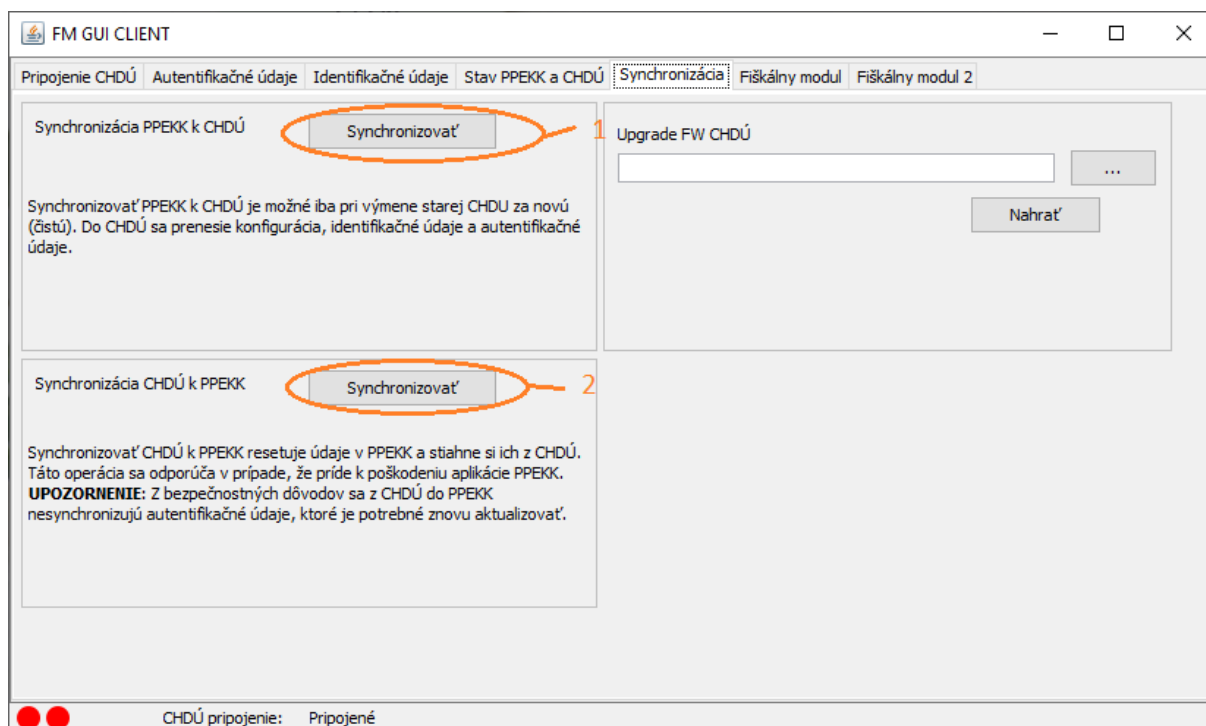 FM GUI CLIENT
Pripojenie CHDÚ Autentifikačné údaje Identifikačné údaje Stav PPEKK a CHDÚ Synchronizácia Fiškálny modul Fiškálny modul 2
Synchronizácia PPEKK k CHDÚ
Synchronizovať
1
Synchronizovať PPEKK k CHDÚ je možné iba pri výmene starej CHDU za novú
(čistú). Do CHDÚ sa prenesie konfigurácia, identifikačné údaje a autentifikačné
údaje.
Upgrade FW CHDÚ
...
Nahrať
Synchronizácia CHDÚ k PPEKK
Synchronizovať
2
Synchronizovať CHDÚ k PPEKK resetuje údaje v PPEKK a stiahne si ich z CHDÚ.
Táto operácia sa odporúča v prípade, že príde k poškodeniu aplikácie PPEKK.
UPOZORNENIE: Z bezpečnostných dôvodov sa z CHDÚ do PPEKK
nesynchronizujú autentifikačné údaje, ktoré je potrebné znovu aktualizovať.
CHDÚ pripojenie: Pripojené